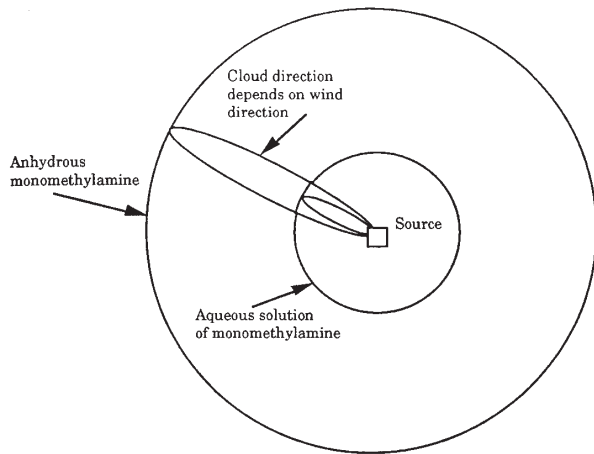 Cloud direction
depends on wind
direction
Anhydrous
monomethylamine
Source
Aqueous solution
of monomethylamine